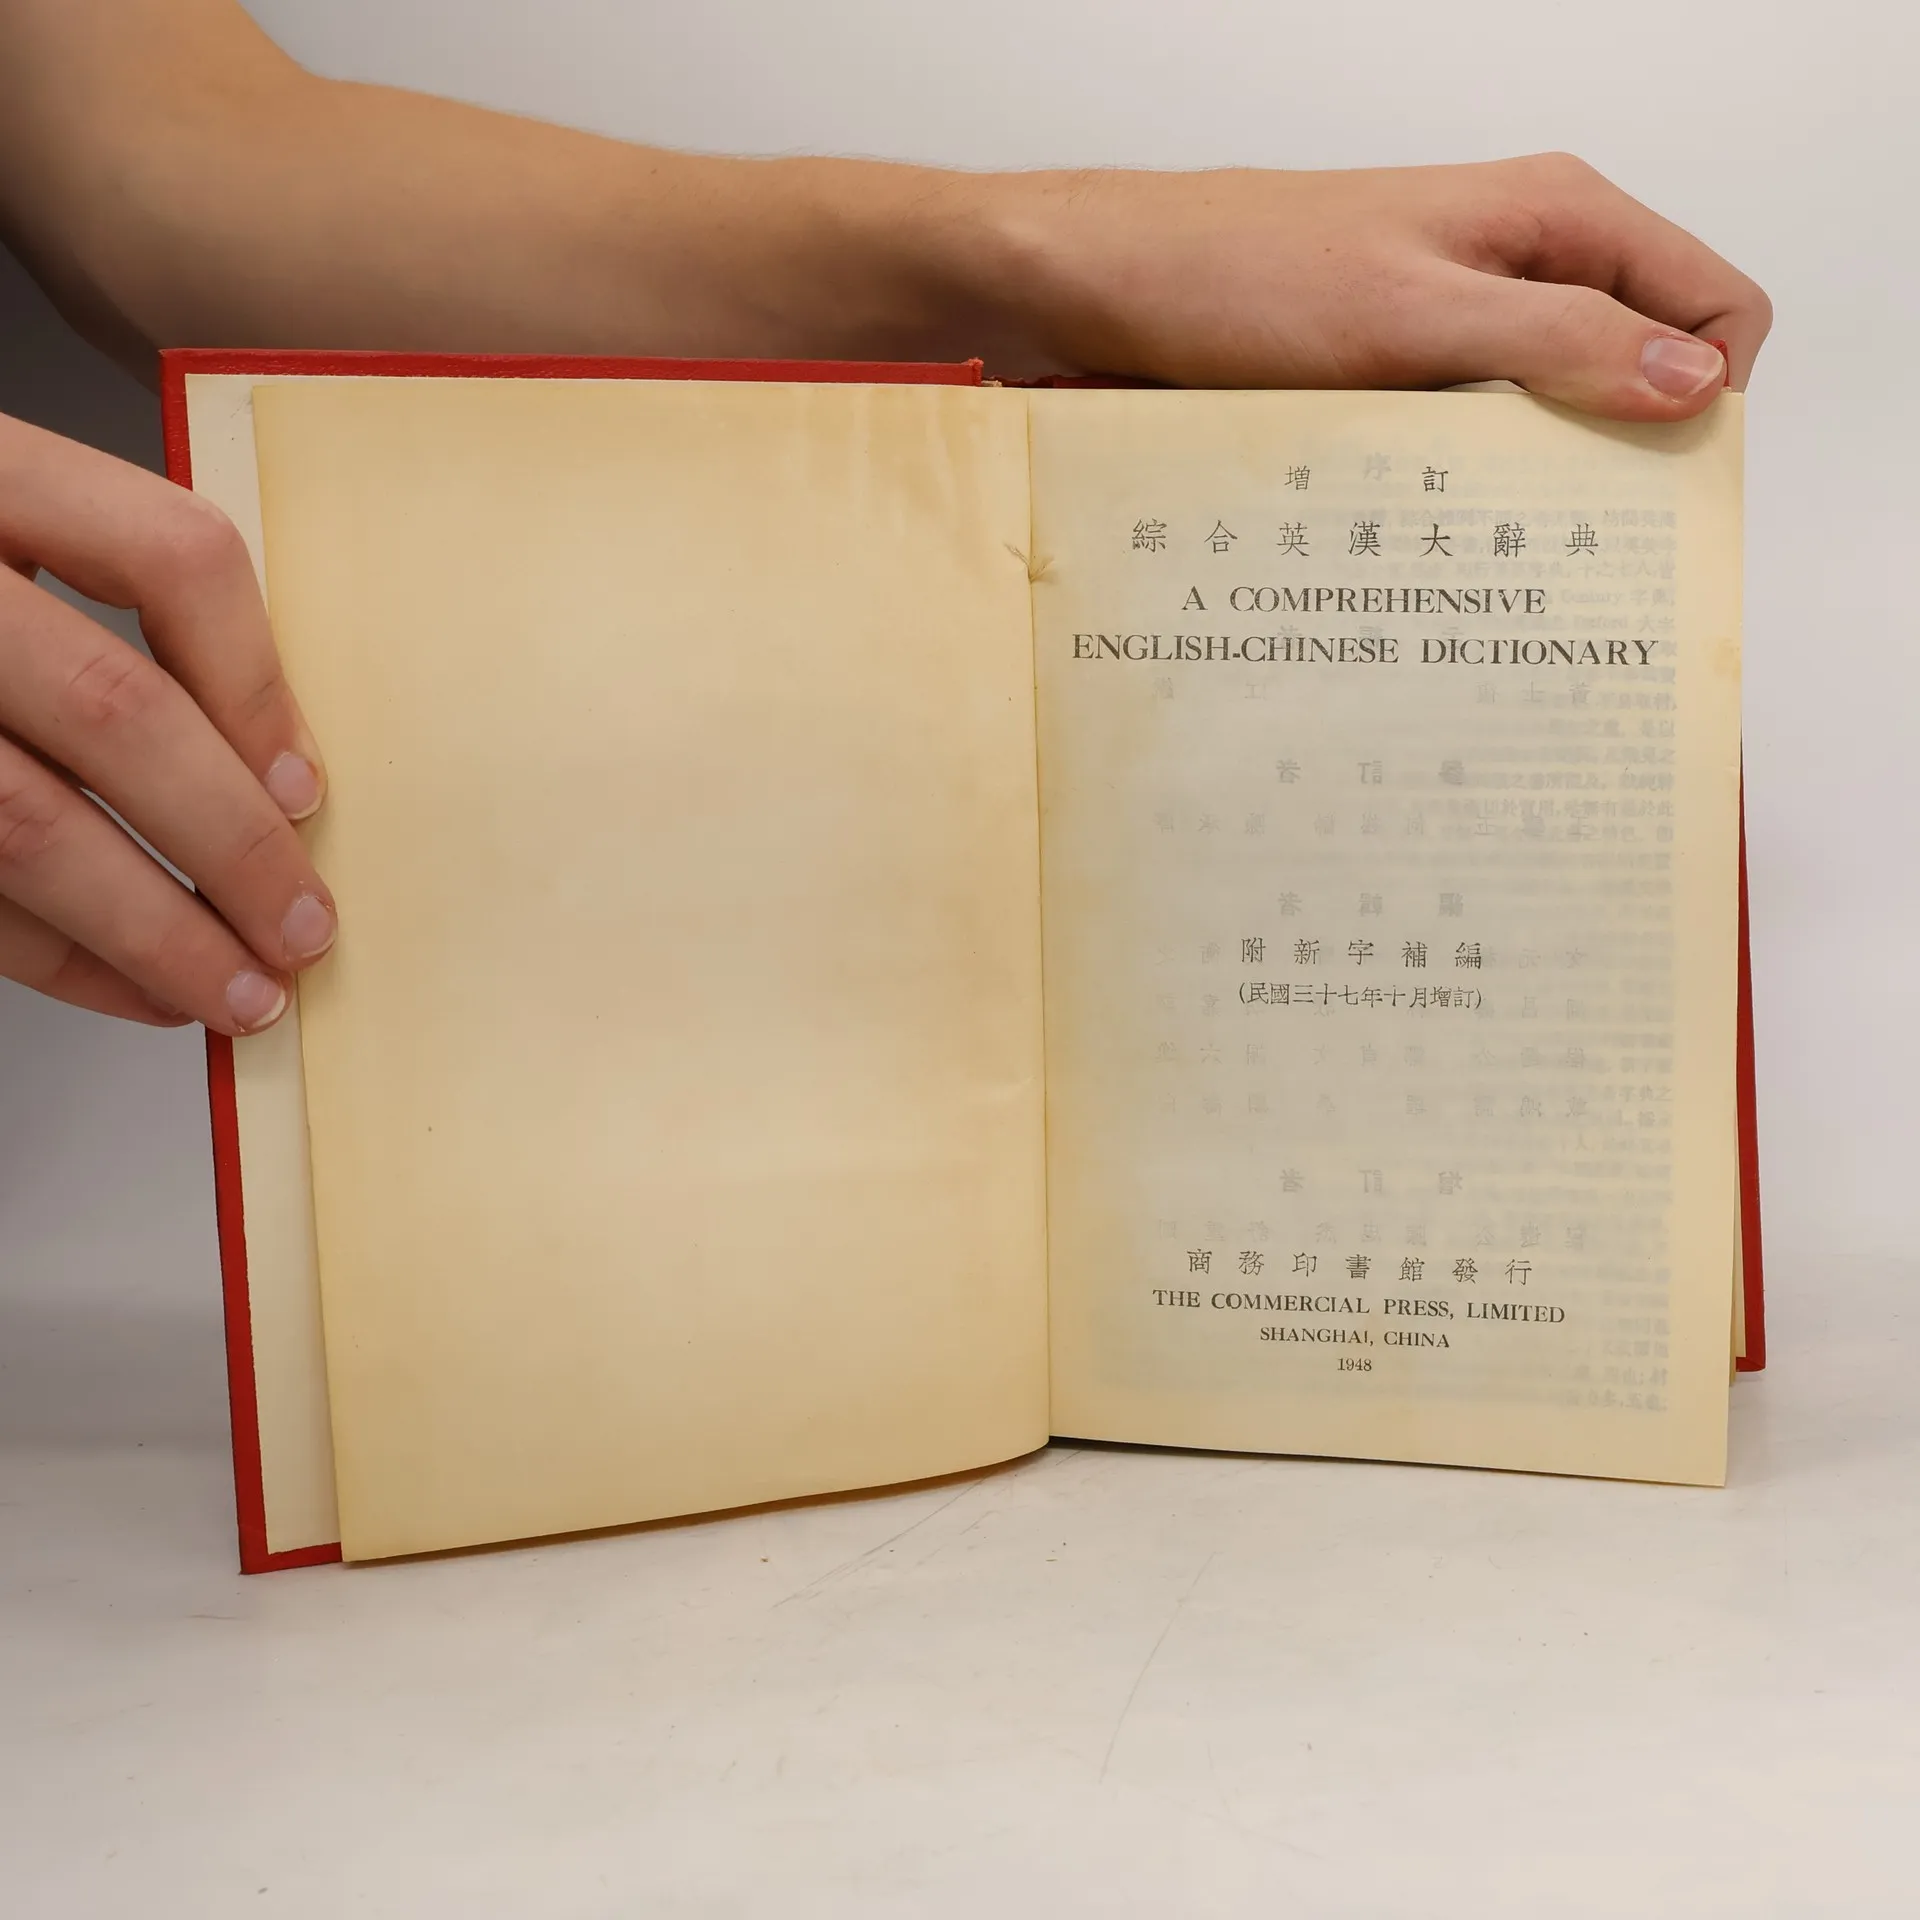 增訂
綜合英漢大辭典
A COMPREHENSIVE
ENGLISH-CHINESE DICTIONARY
附新字補編
(民國三十七年十月增訂)
商務印書館發行
THE COMMERCIAL PRESS, LIMITED
SHANGHAI, CHINA
1948